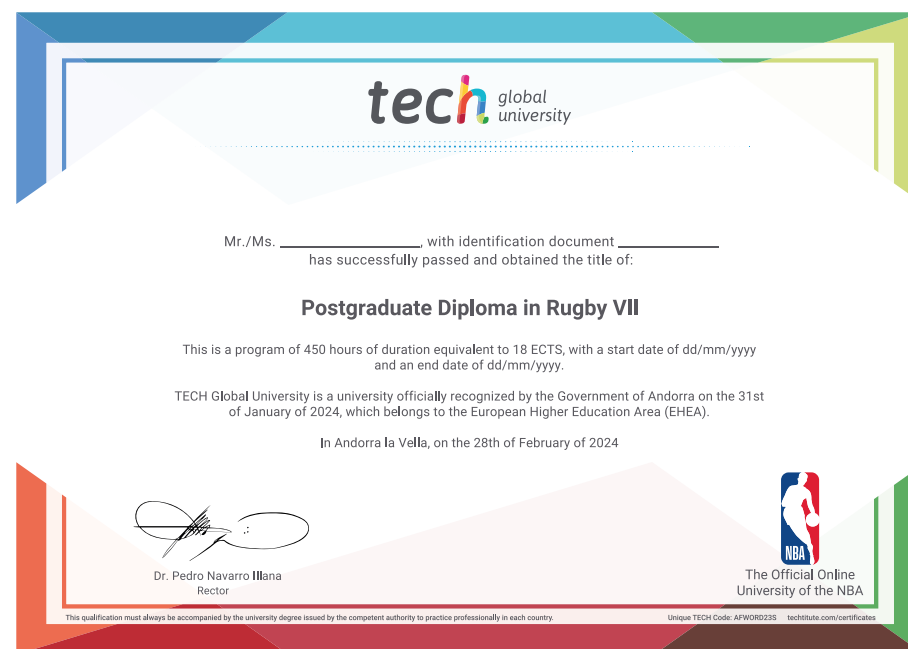 tech global university
Mr./Ms. ____________, with identification document ____________
has successfully passed and obtained the title of:
Postgraduate Diploma in Rugby VII
This is a program of 450 hours of duration equivalent to 18 ECTS, with a start date of dd/mm/yyyy
and an end date of dd/mm/yyyy.
TECH Global University is a university officially recognized by the Government of Andorra on the 31st
of January of 2024, which belongs to the European Higher Education Area (EHEA).
In Andorra la Vella, on the 28th of February of 2024
NBA
Dr. Pedro Navarro Illana
Rector
The Official Online
University of the NBA
This qualification must always be accompanied by the university degree issued by the competent authority to practice professionally in each country.
Unique TECH Code: AFWORD23S techtitute.com/certificates